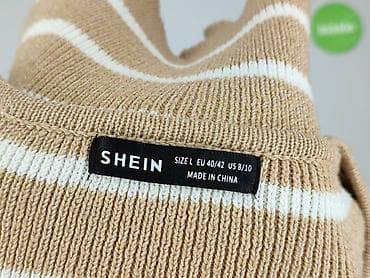 SHEIN
SIZE L EU 40/42 US 8/10
MADE IN CHINA